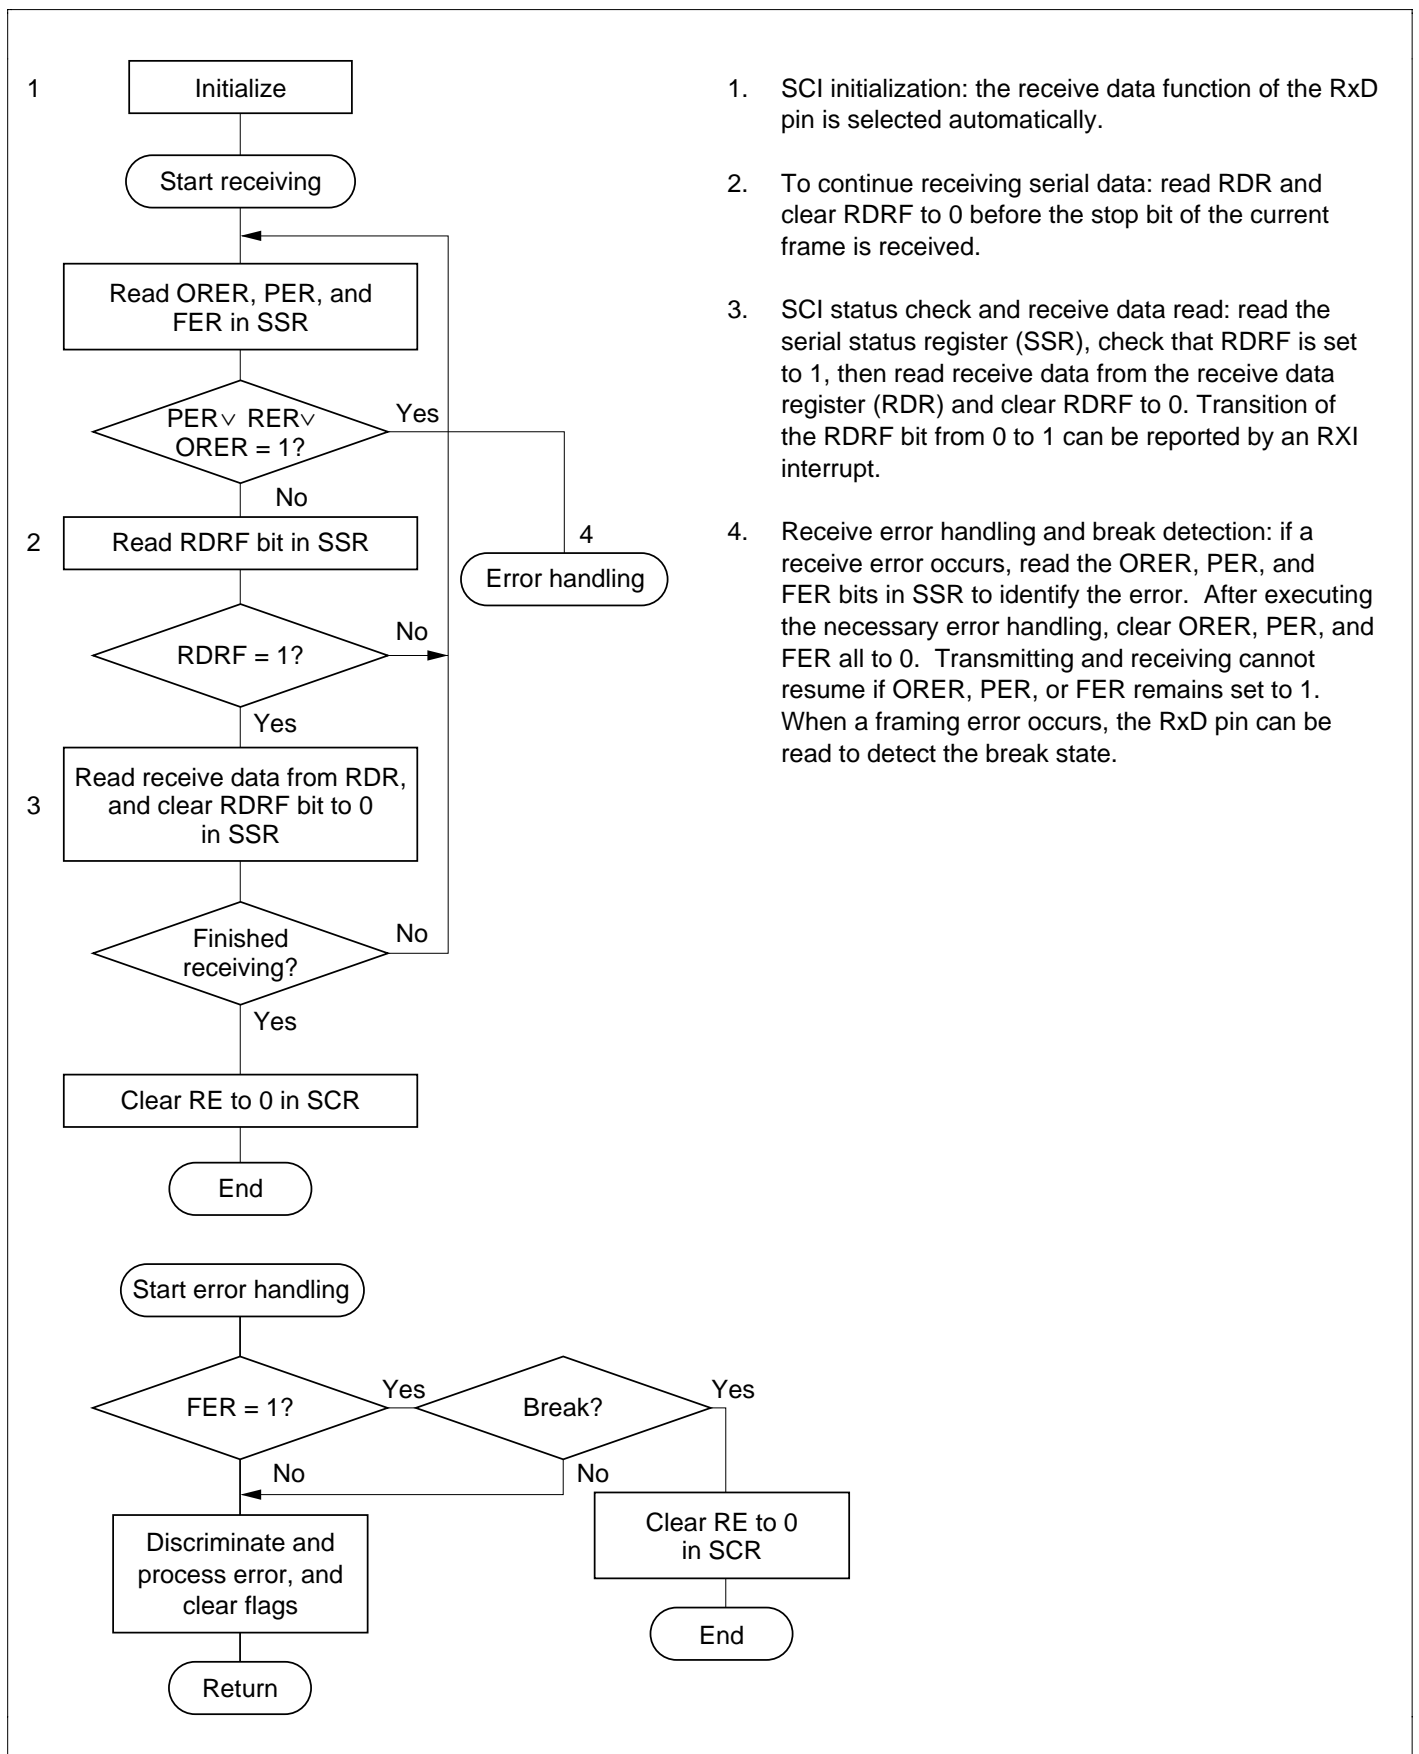 1
Initialize
Start receiving
Read ORER, PER, and
FER in SSR
PER∨ RER∨
ORER = 1?
Yes
No
2
Read RDRF bit in SSR
4
Error handling
RDRF = 1?
No
Yes
3
Read receive data from RDR,
and clear RDRF bit to 0
in SSR
Finished
receiving?
No
Yes
Clear RE to 0 in SCR
End
1. SCI initialization: the receive data function of the RxD
pin is selected automatically.
2. To continue receiving serial data: read RDR and
clear RDRF to 0 before the stop bit of the current
frame is received.
3. SCI status check and receive data read: read the
serial status register (SSR), check that RDRF is set
to 1, then read receive data from the receive data
register (RDR) and clear RDRF to 0. Transition of
the RDRF bit from 0 to 1 can be reported by an RXI
interrupt.
4. Receive error handling and break detection: if a
receive error occurs, read the ORER, PER, and
FER bits in SSR to identify the error. After executing
the necessary error handling, clear ORER, PER, and
FER all to 0. Transmitting and receiving cannot
resume if ORER, PER, or FER remains set to 1.
When a framing error occurs, the RxD pin can be
read to detect the break state.
Start error handling
FER = 1?
Yes
Break?
Yes
No
No
Discriminate and
process error, and
clear flags
Clear RE to 0
in SCR
End
Return